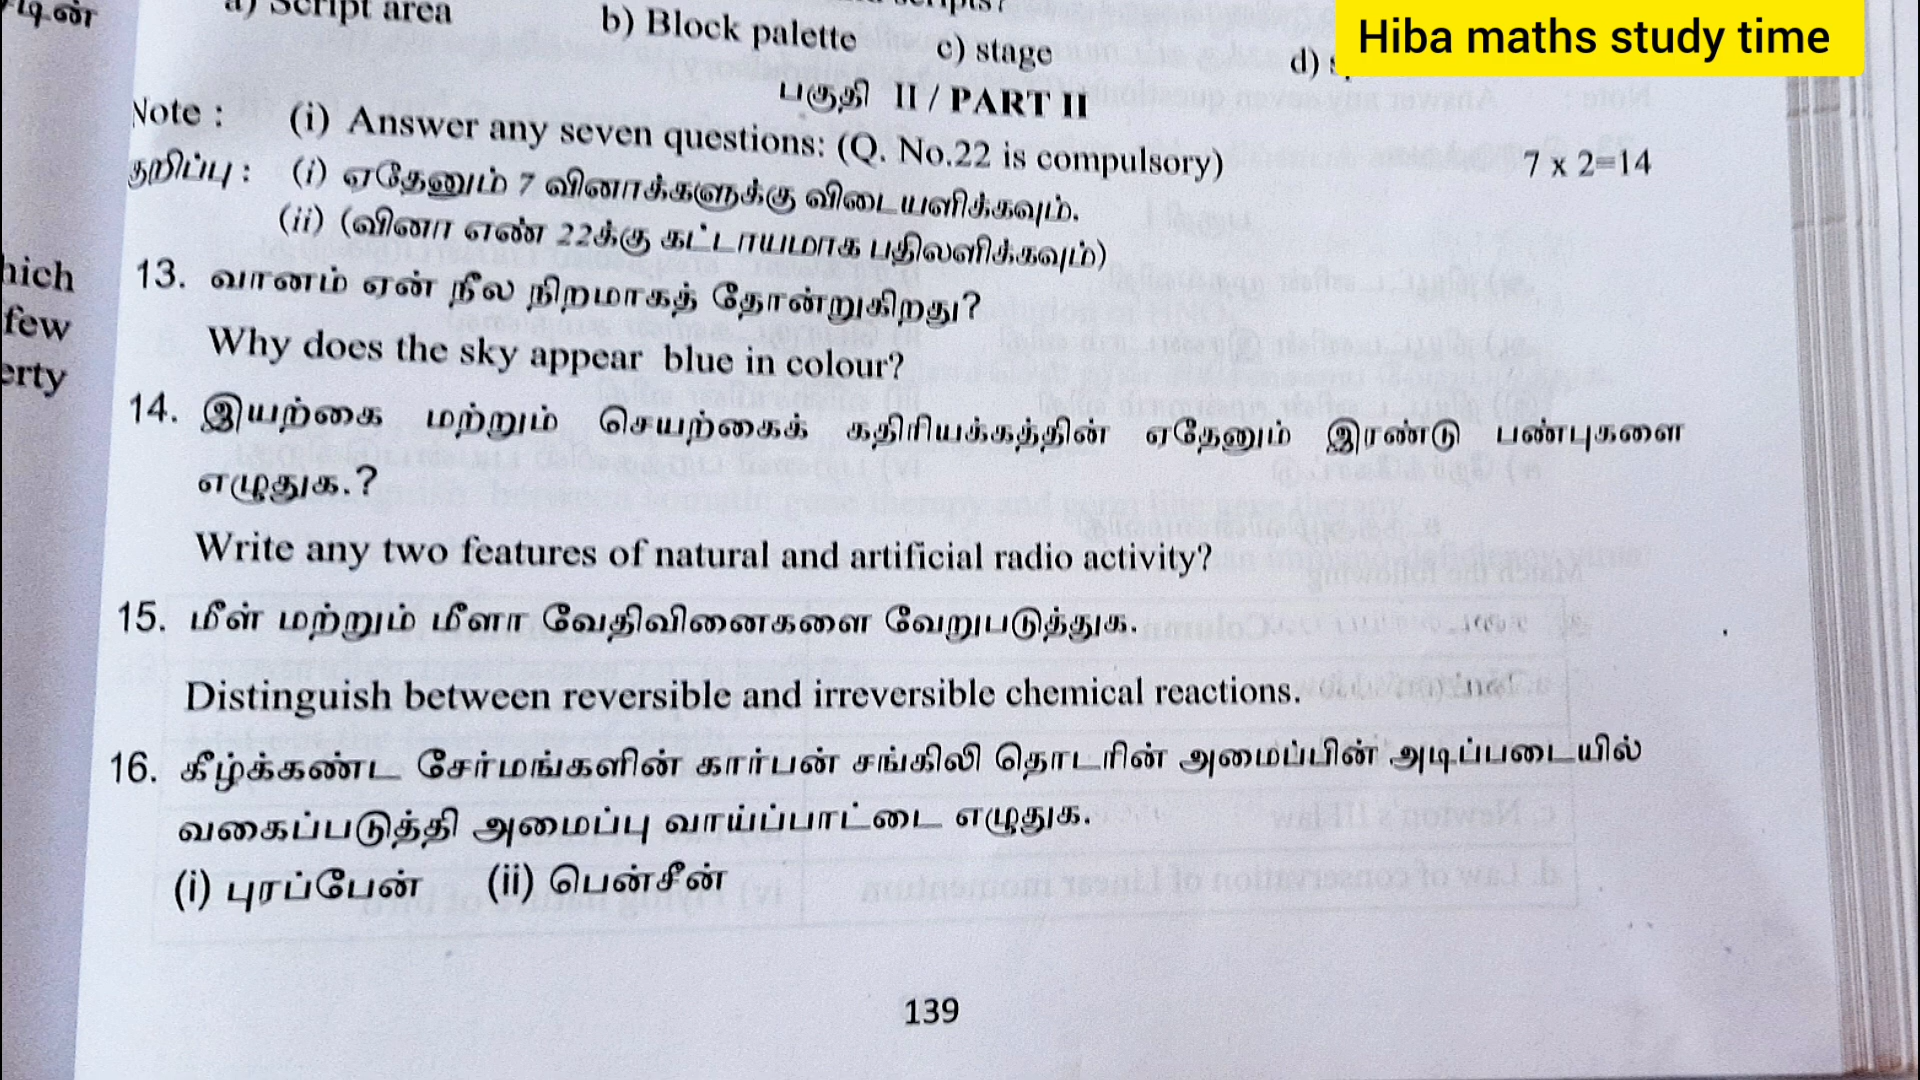 டின்
a) Script area
b) Block palette
c) stage
d)
Hiba maths study time
பகுதி II / PART II
Note : (i) Answer any seven questions: (Q. No.22 is compulsory) 7 x 2=14
குறிப்பு : (i) ஏதேனும் 7 வினாக்களுக்கு விடையளிக்கவும்.
(ii) (வினா எண் 22க்கு கட்டாயமாக பதிலளிக்கவும்)
hich
few
erty
13. வானம் ஏன் நீல நிறமாகத் தோன்றுகிறது?
Why does the sky appear blue in colour?
14. இயற்கை மற்றும் செயற்கைக் கதிரியக்கத்தின் ஏதேனும் இரண்டு பண்புகளை
எழுதுக.?
Write any two features of natural and artificial radio activity?
15. மீள் மற்றும் மீளா வேதிவினைகளை வேறுபடுத்துக.
Distinguish between reversible and irreversible chemical reactions.
16. கீழ்க்கண்ட சேர்மங்களின் கார்பன் சங்கிலி தொடரின் அமைப்பின் அடிப்படையில்
வகைப்படுத்தி அமைப்பு வாய்ப்பாட்டை எழுதுக.
(i) புரப்பேன் (ii) பென்சீன்
139